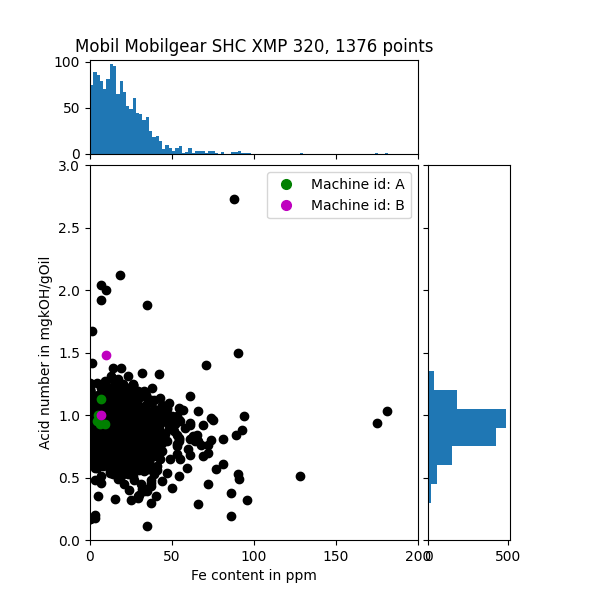 Mobil Mobilgear SHC XMP 320, 1376 points
100
50
0
3.0
2.5
2.0
1.5
1.0
0.5
0.0
Acid number in mgkOH/gOil
Machine id: A
Machine id: B
0 50 100 150 200
Fe content in ppm
0 500